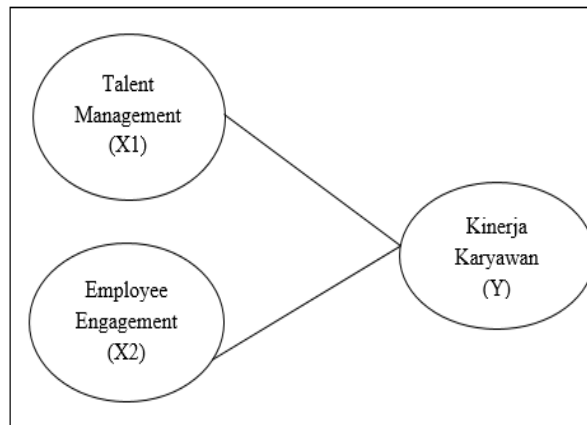 Talent
Management
(X1)
Kinerja
Karyawan
(Y)
Employee
Engagement
(X2)